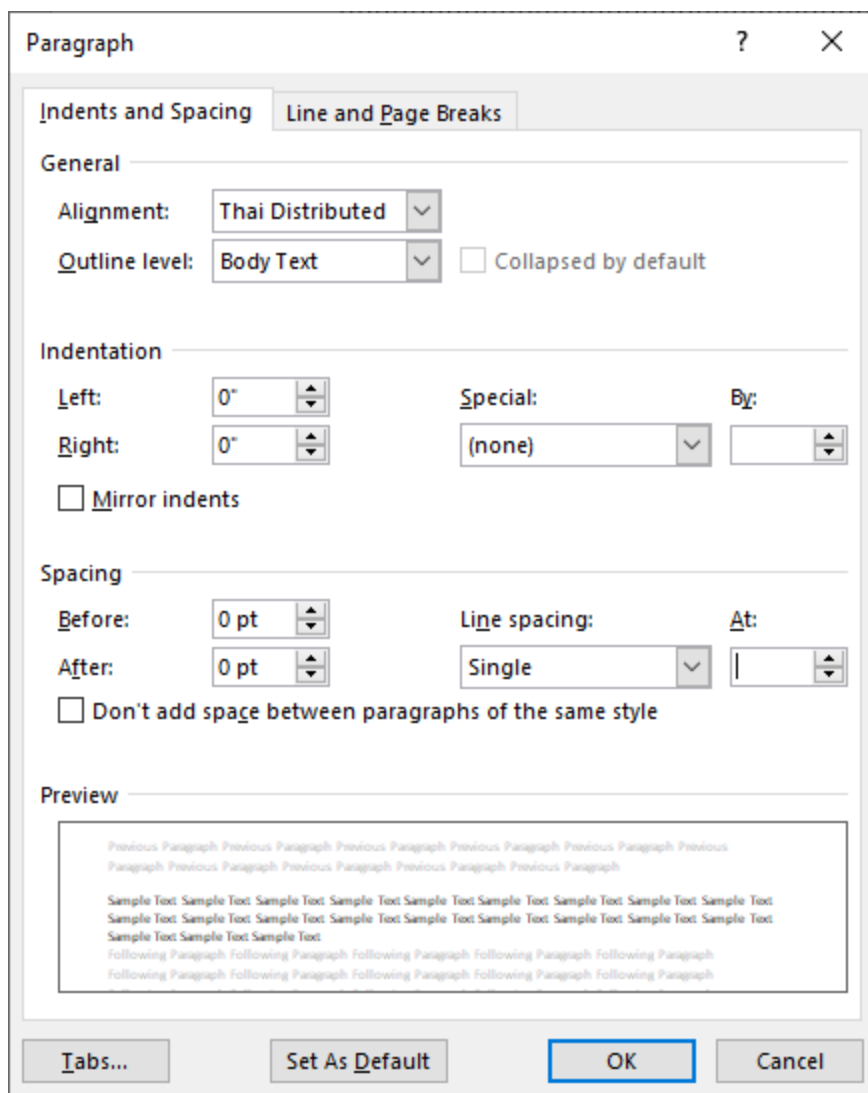 Paragraph ? ×
Indents and Spacing Line and Page Breaks
General
Alignment: Thai Distributed
Outline level: Body Text Collapsed by default
Indentation
Left: 0" Special: By:
Right: 0" (none)
Mirror indents
Spacing
Before: 0 pt Line spacing: At:
After: 0 pt Single
Don't add space between paragraphs of the same style
Preview
Previous Paragraph Previous Paragraph Previous Paragraph Previous Paragraph Previous Paragraph Previous
Paragraph Previous Paragraph Previous Paragraph Previous Paragraph Previous Paragraph
Sample Text Sample Text Sample Text Sample Text Sample Text Sample Text Sample Text Sample Text Sample Text
Sample Text Sample Text Sample Text Sample Text Sample Text Sample Text Sample Text Sample Text Sample Text
Sample Text Sample Text Sample Text
Following Paragraph Following Paragraph Following Paragraph Following Paragraph Following Paragraph
Following Paragraph Following Paragraph Following Paragraph Following Paragraph Following Paragraph
Tabs... Set As Default OK Cancel